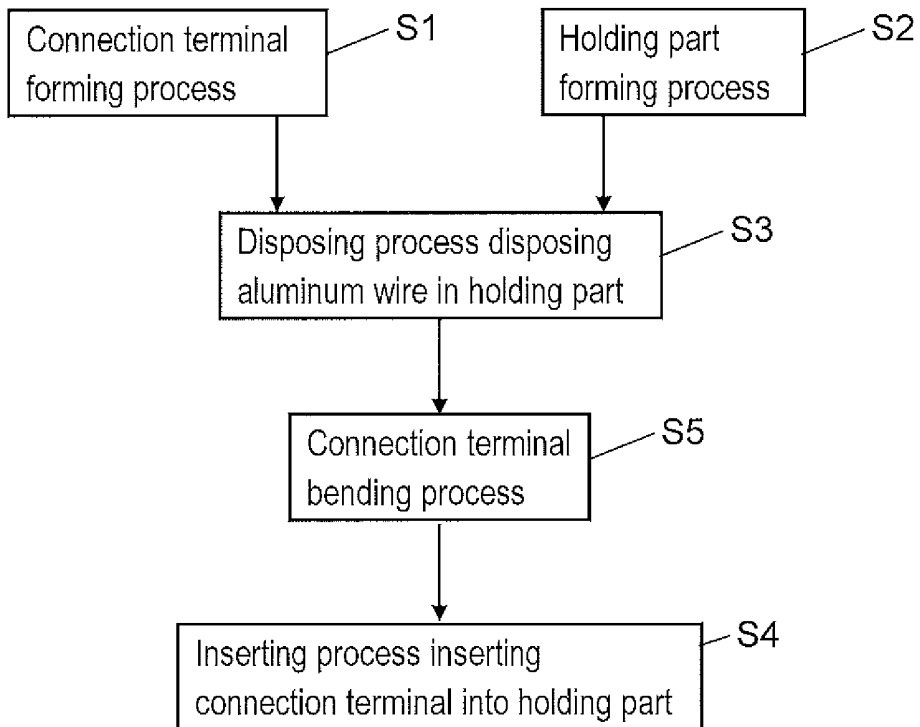 Connection terminal
forming process
S1
Holding part
forming process
S2
Disposing process disposing
aluminum wire in holding part
S3
Connection terminal
bending process
S5
Inserting process inserting
connection terminal into holding part
S4